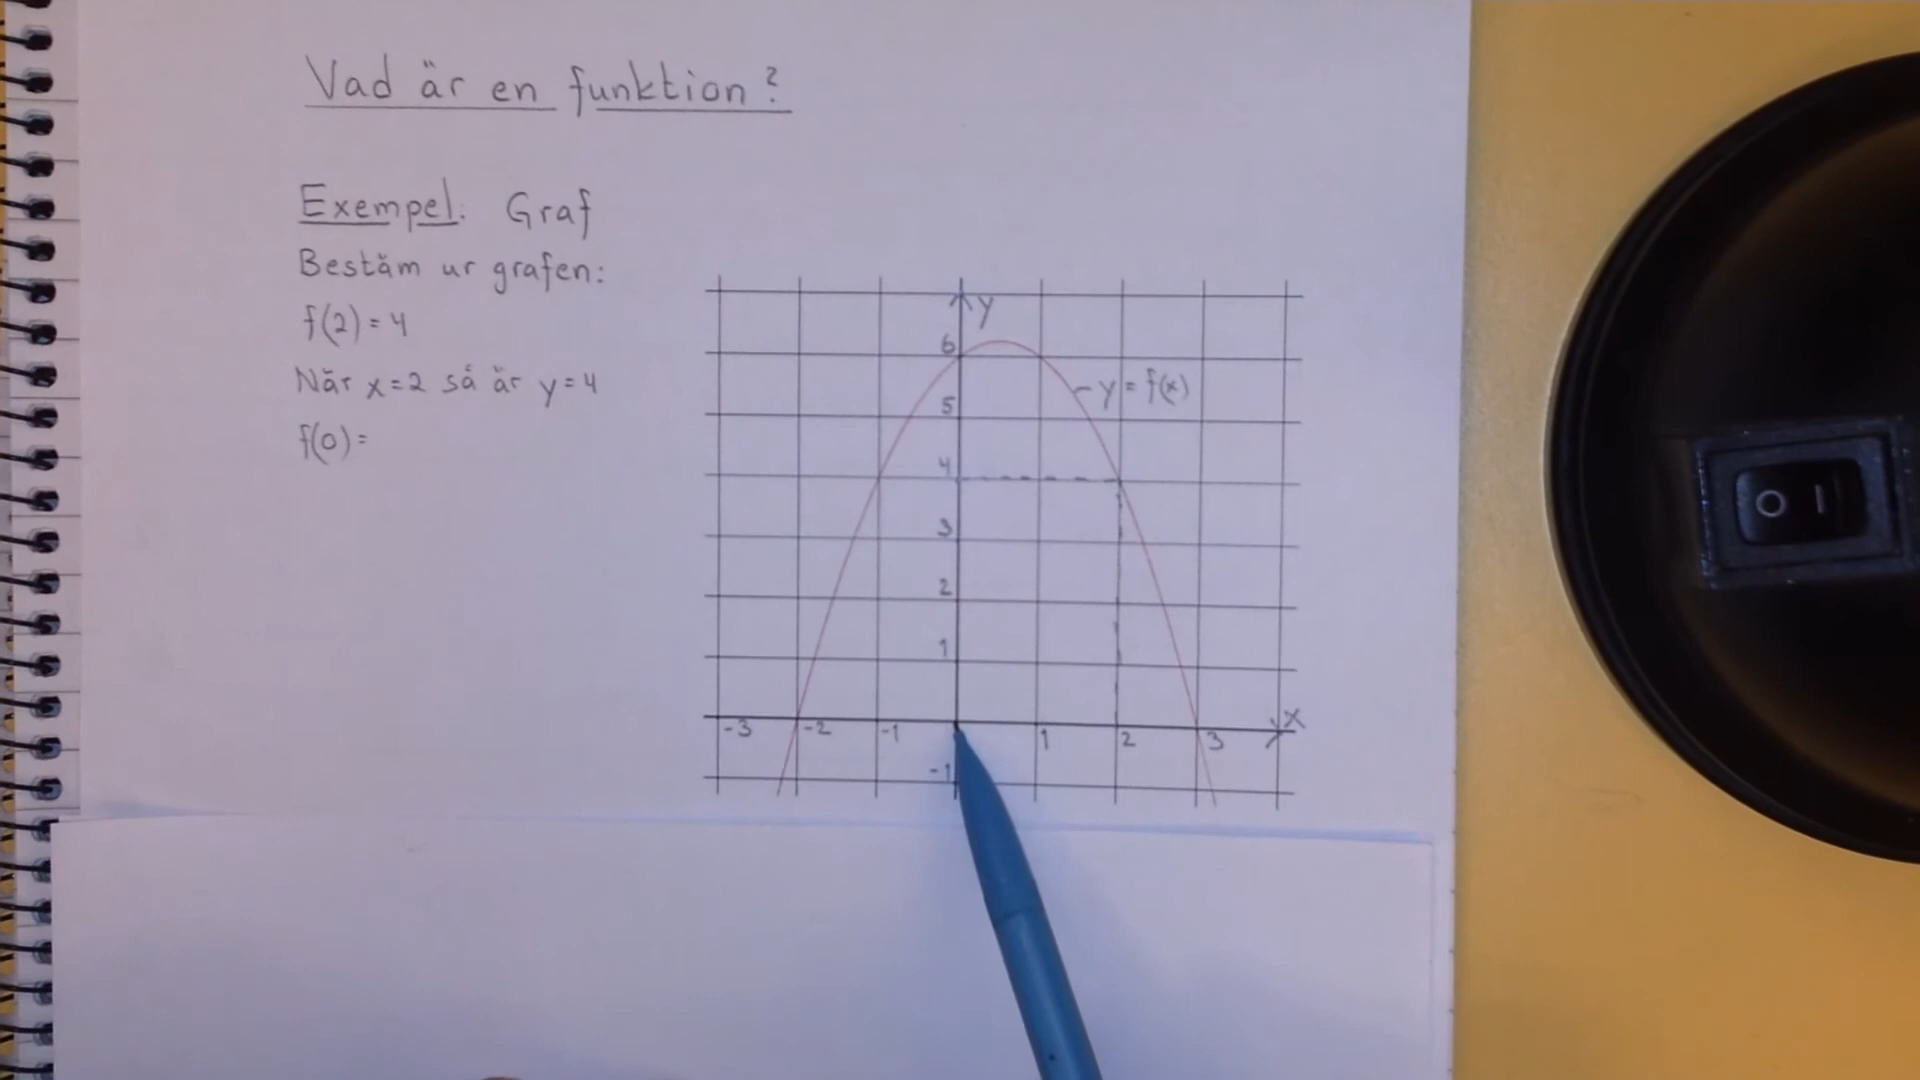 Vad är en funktion?
Exempel: Graf
Bestäm ur grafen:
f(2) = 4
När x = 2 så är y = 4
f(0) =
y
6
y = f(x)
5
4
3
2
1
x
-3 -2 -1 1 2 3
-1
O I